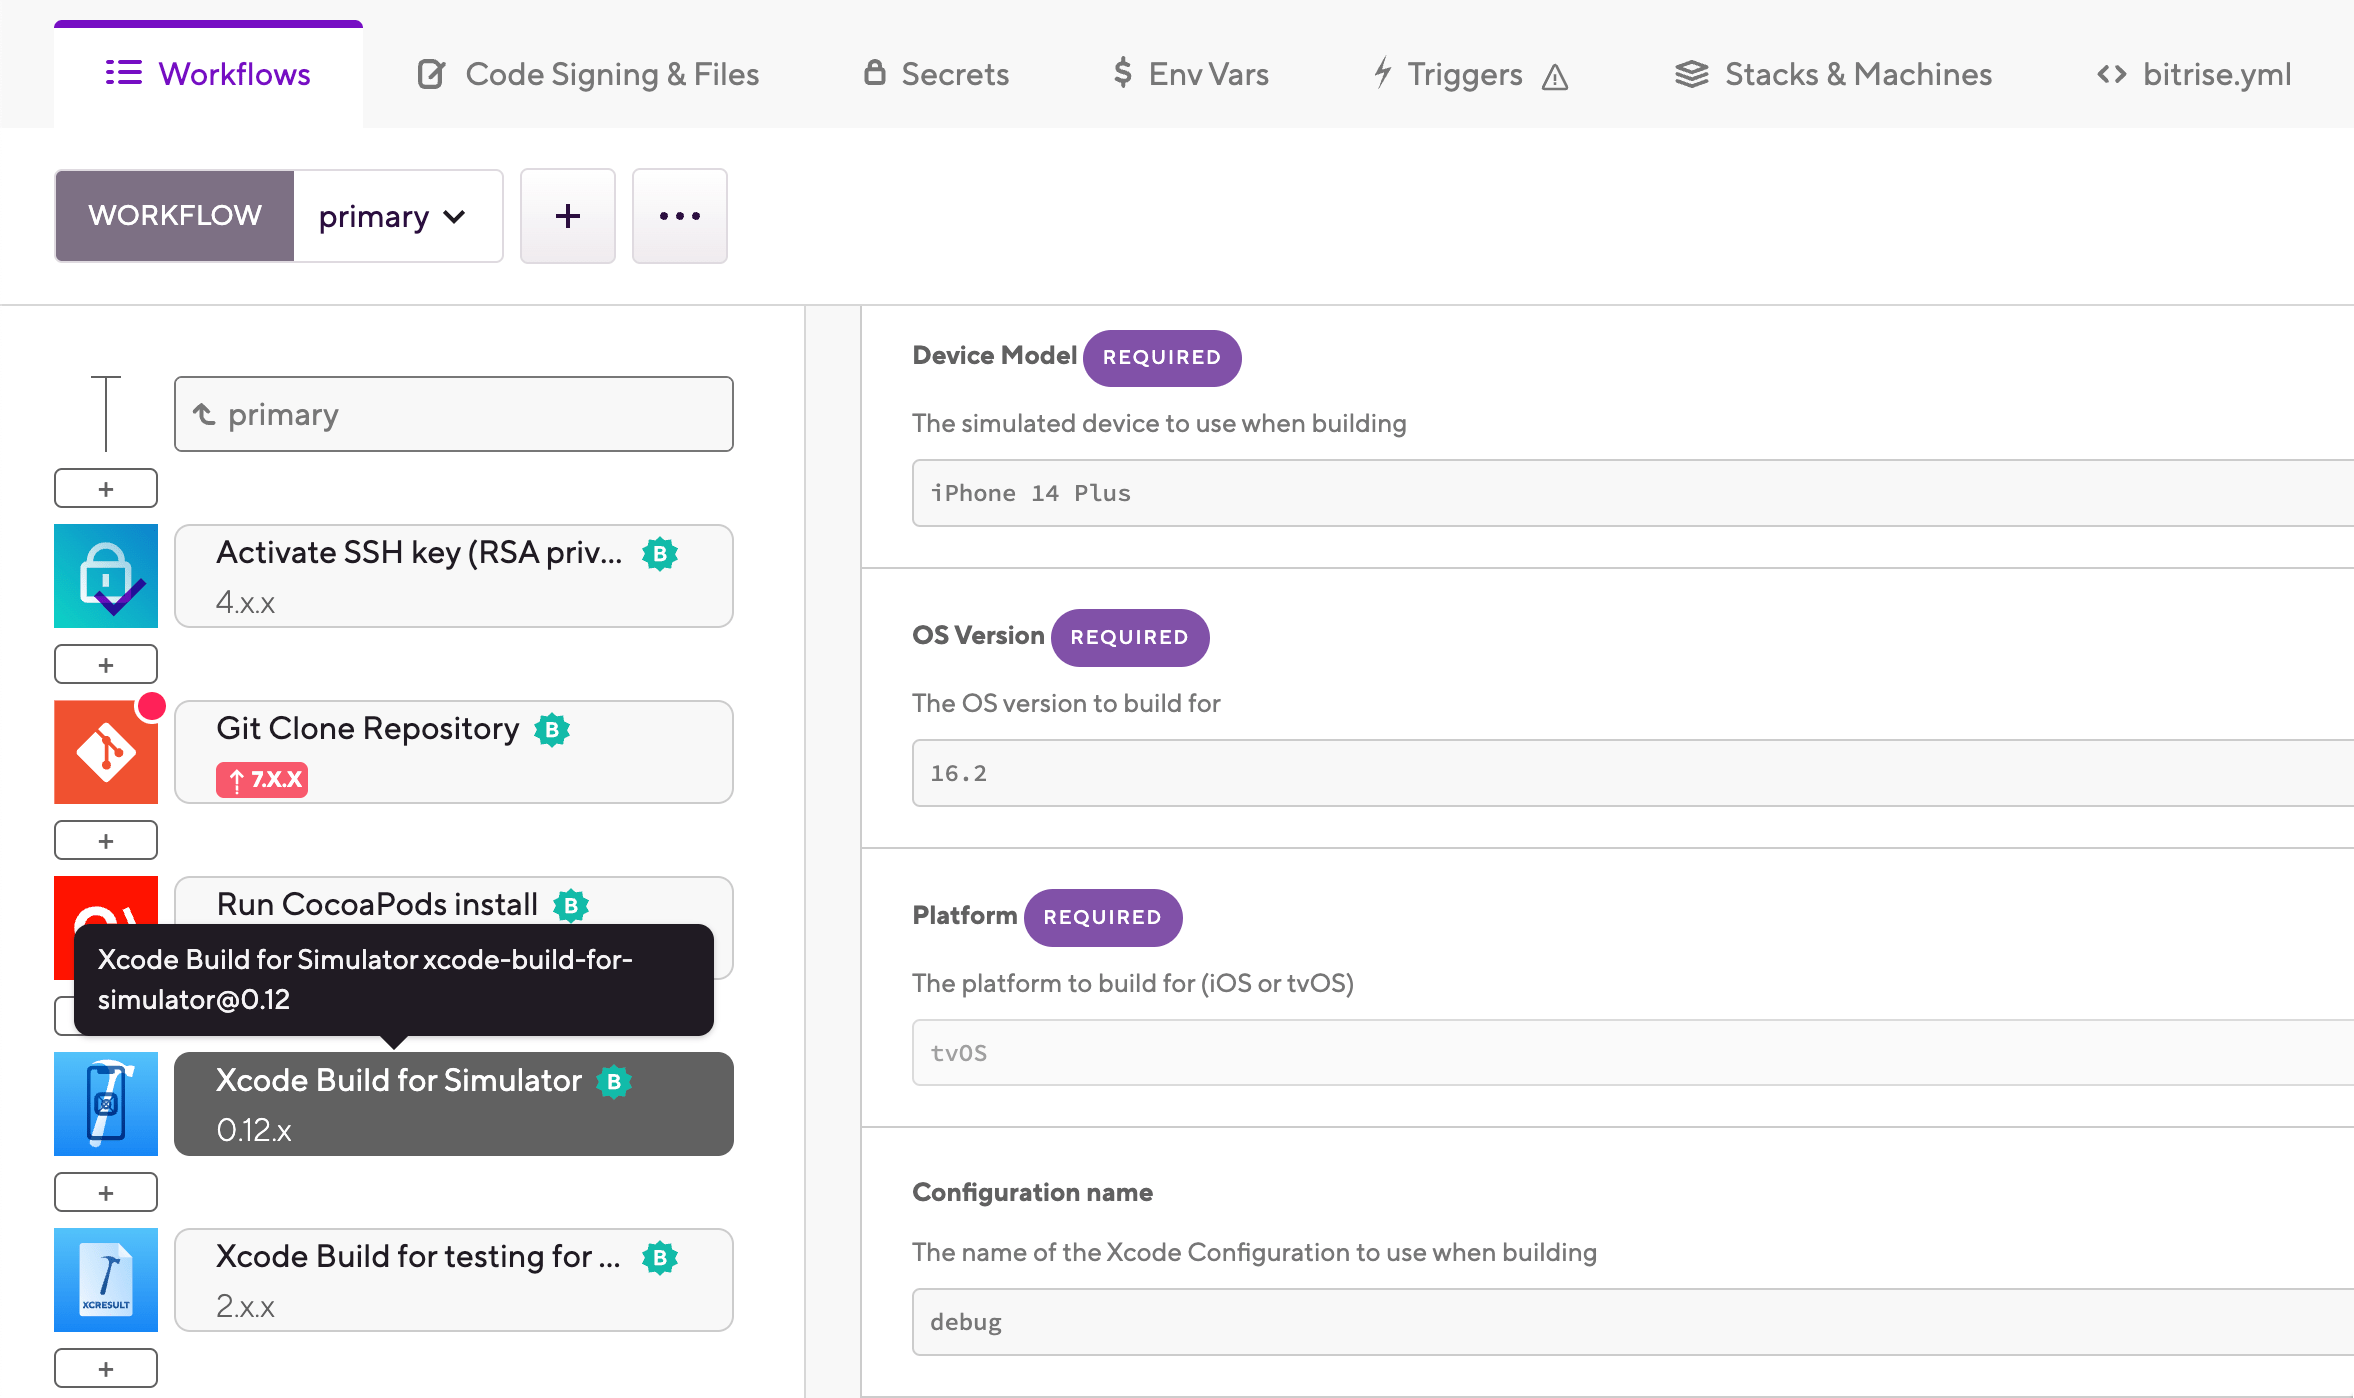 Workflows
Code Signing & Files
Secrets
Env Vars
Triggers
Stacks & Machines
bitrise.yml
WORKFLOW
primary
+
primary
+
Activate SSH key (RSA priv...
B
4.x.x
+
Git Clone Repository
B
7.X.X
+
Run CocoaPods install
B
Xcode Build for Simulator xcode-build-for-
simulator@0.12
Xcode Build for Simulator
B
0.12.x
+
XCRESULT
Xcode Build for testing for ...
B
2.x.x
+
Device Model REQUIRED
The simulated device to use when building
iPhone 14 Plus
OS Version REQUIRED
The OS version to build for
16.2
Platform REQUIRED
The platform to build for (iOS or tvOS)
tvOS
Configuration name
The name of the Xcode Configuration to use when building
debug